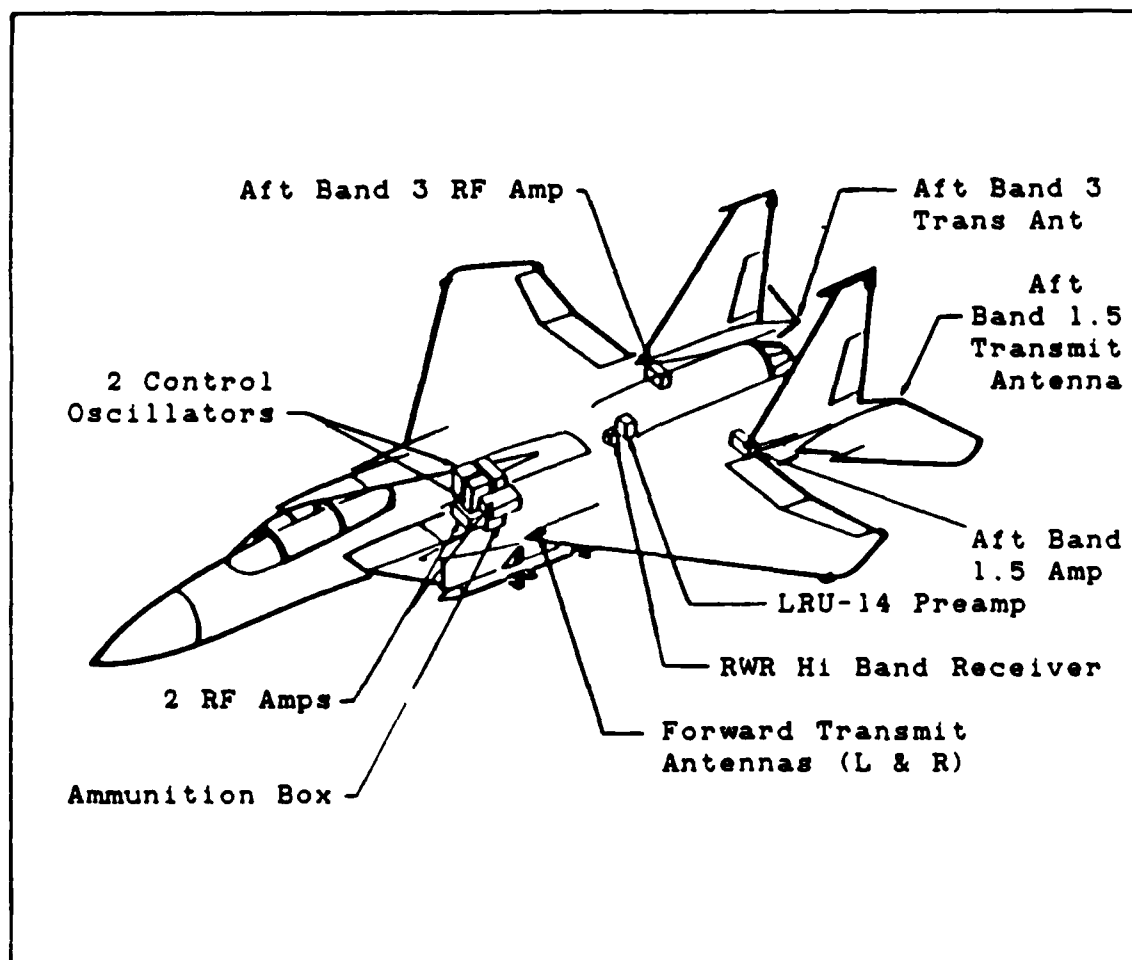 Aft Band 3 RF Amp
Aft Band 3
Trans Ant
Aft
Band 1.5
Transmit
Antenna
2 Control
Oscillators
Aft Band
1.5 Amp
LRU-14 Preamp
RWR Hi Band Receiver
2 RF Amps
Forward Transmit
Antennas (L & R)
Ammunition Box